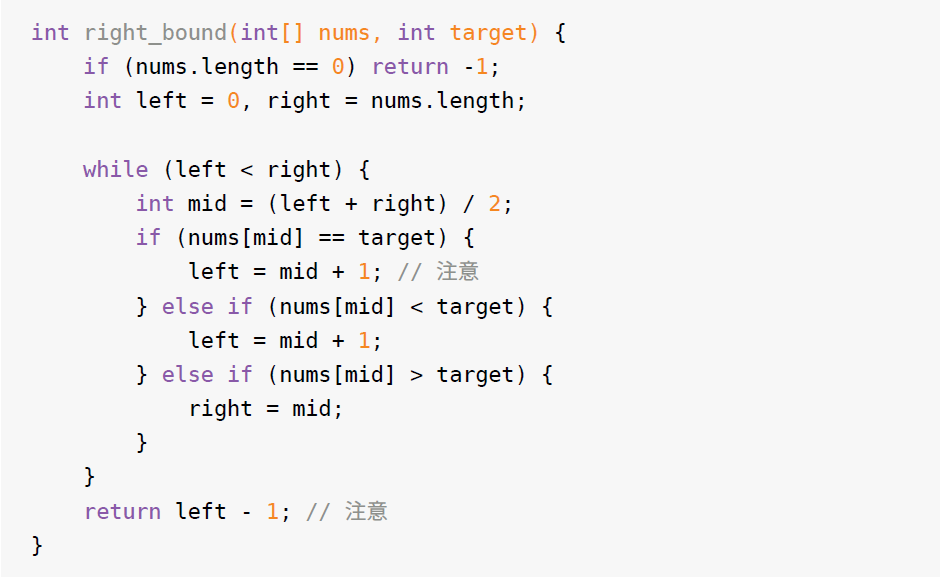 int right_bound(int[] nums, int target) {
    if (nums.length == 0) return -1;
    int left = 0, right = nums.length;

    while (left < right) {
        int mid = (left + right) / 2;
        if (nums[mid] == target) {
            left = mid + 1; // 注意
        } else if (nums[mid] < target) {
            left = mid + 1;
        } else if (nums[mid] > target) {
            right = mid;
        }
    }
    return left - 1; // 注意
}